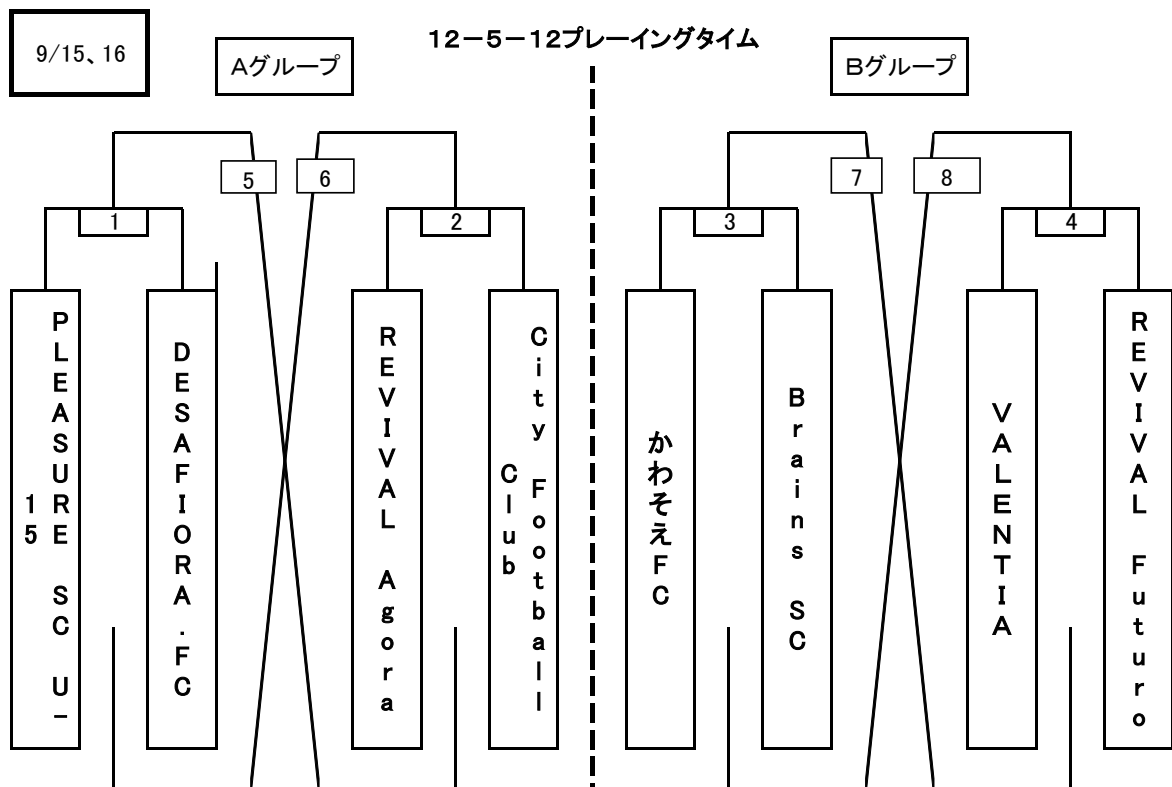 9/15、16
12－5－12プレーイングタイム
Aグループ
Bグループ
5
6
7
8
1
2
3
4
PLEASURE SC U－
15
DESAFIORA.FC
REVIVAL Agora
City Football
Club
かわそえFC
Brains SC
VALENTIA
REVIVAL Futuro